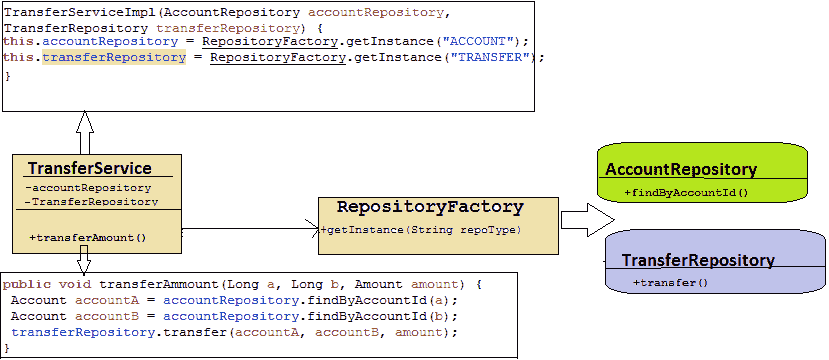 TransferServiceImpl(AccountRepository accountRepository,
TransferRepository transferRepository) {
this.accountRepository = RepositoryFactory.getInstance("ACCOUNT");
this.transferRepository = RepositoryFactory.getInstance("TRANSFER");
}
TransferService
-accountRepository
-TransferRepository
+transferAmount()
RepositoryFactory
+getInstance(String repoType)
AccountRepository
+findByAccountId()
TransferRepository
+transfer()
public void transferAmmount(Long a, Long b, Amount amount) {
Account accountA = accountRepository.findByAccountId(a);
Account accountB = accountRepository.findByAccountId(b);
transferRepository.transfer(accountA, accountB, amount);
}